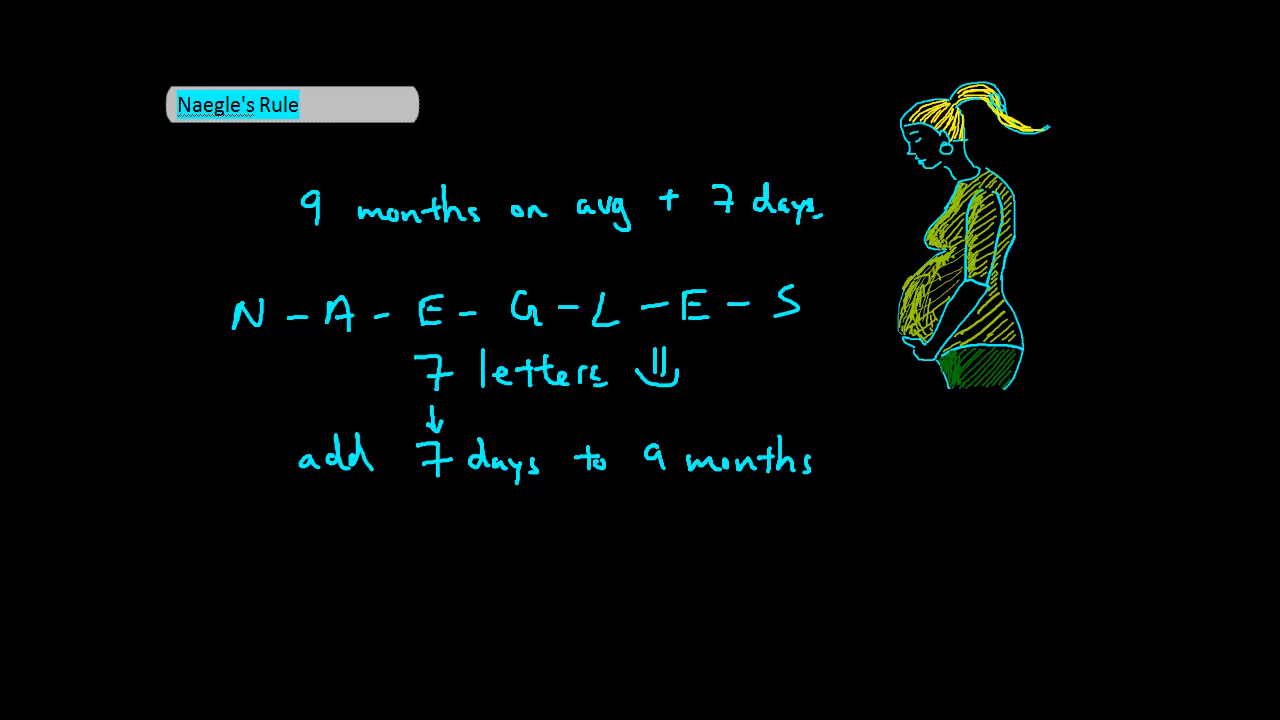 Naegle's Rule
9 months on avg + 7 days
N - A - E - G - L - E - S
7 letters
add 7 days to 9 months